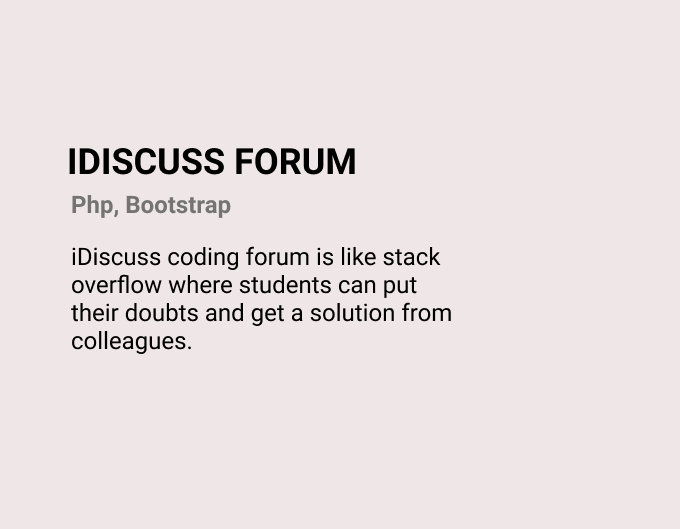 IDISCUSS FORUM
Php, Bootstrap
iDiscuss coding forum is like stack
overflow where students can put
their doubts and get a solution from
colleagues.